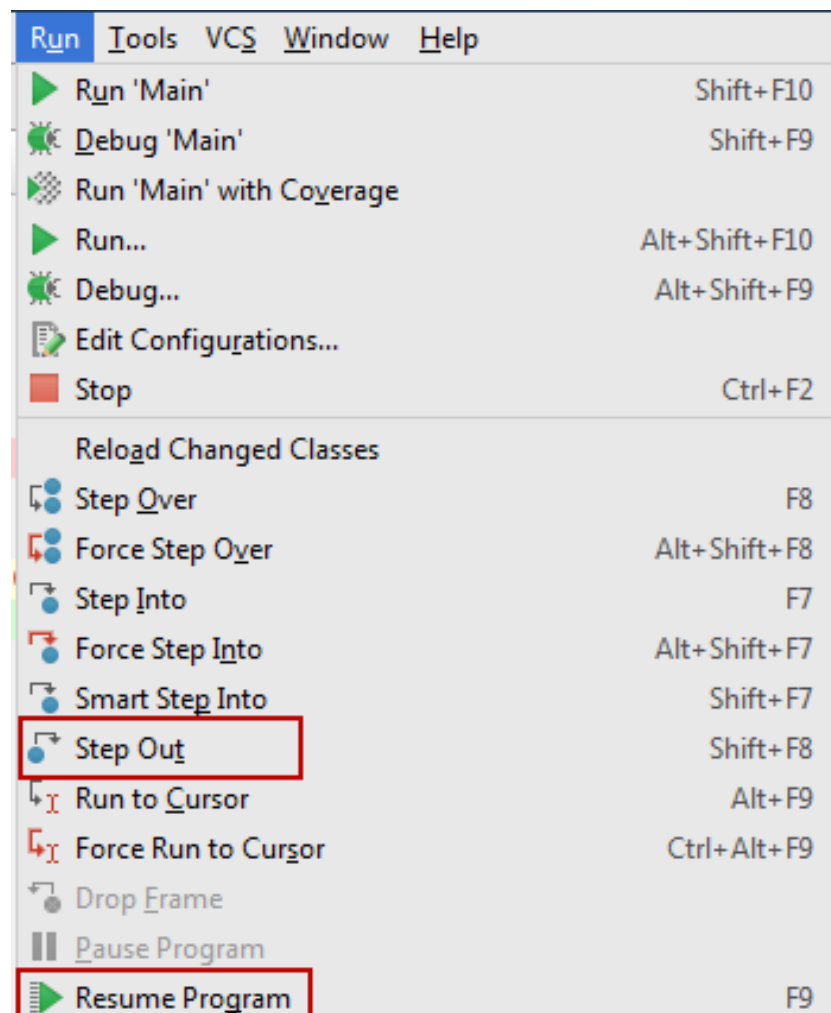 Run Tools VCS Window Help
Run 'Main' Shift+F10
Debug 'Main' Shift+F9
Run 'Main' with Coverage
Run... Alt+Shift+F10
Debug... Alt+Shift+F9
Edit Configurations...
Stop Ctrl+F2
Reload Changed Classes
Step Over F8
Force Step Over Alt+Shift+F8
Step Into F7
Force Step Into Alt+Shift+F7
Smart Step Into Shift+F7
Step Out Shift+F8
Run to Cursor Alt+F9
Force Run to Cursor Ctrl+Alt+F9
Drop Frame
Pause Program
Resume Program F9